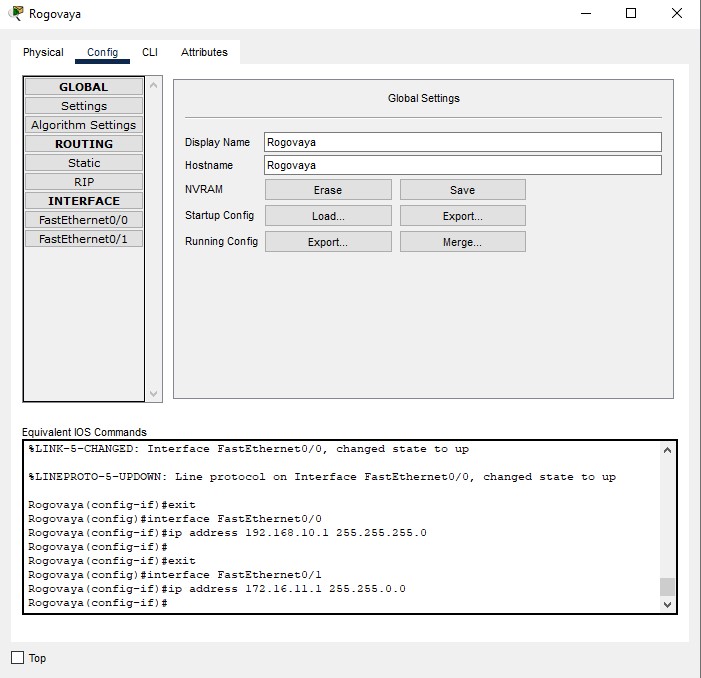 Rogovaya
Physical Config CLI Attributes
GLOBAL
Settings
Algorithm Settings
ROUTING
Static
RIP
INTERFACE
FastEthernet0/0
FastEthernet0/1
Global Settings
Display Name Rogovaya
Hostname Rogovaya
NVRAM Erase Save
Startup Config Load... Export...
Running Config Export... Merge...
Equivalent IOS Commands
%LINK-5-CHANGED: Interface FastEthernet0/0, changed state to up
%LINEPROTO-5-UPDOWN: Line protocol on Interface FastEthernet0/0, changed state to up
Rogovaya(config-if)#exit
Rogovaya(config)#interface FastEthernet0/0
Rogovaya(config-if)#ip address 192.168.10.1 255.255.255.0
Rogovaya(config-if)#
Rogovaya(config-if)#exit
Rogovaya(config)#interface FastEthernet0/1
Rogovaya(config-if)#ip address 172.16.11.1 255.255.0.0
Rogovaya(config-if)#
Top